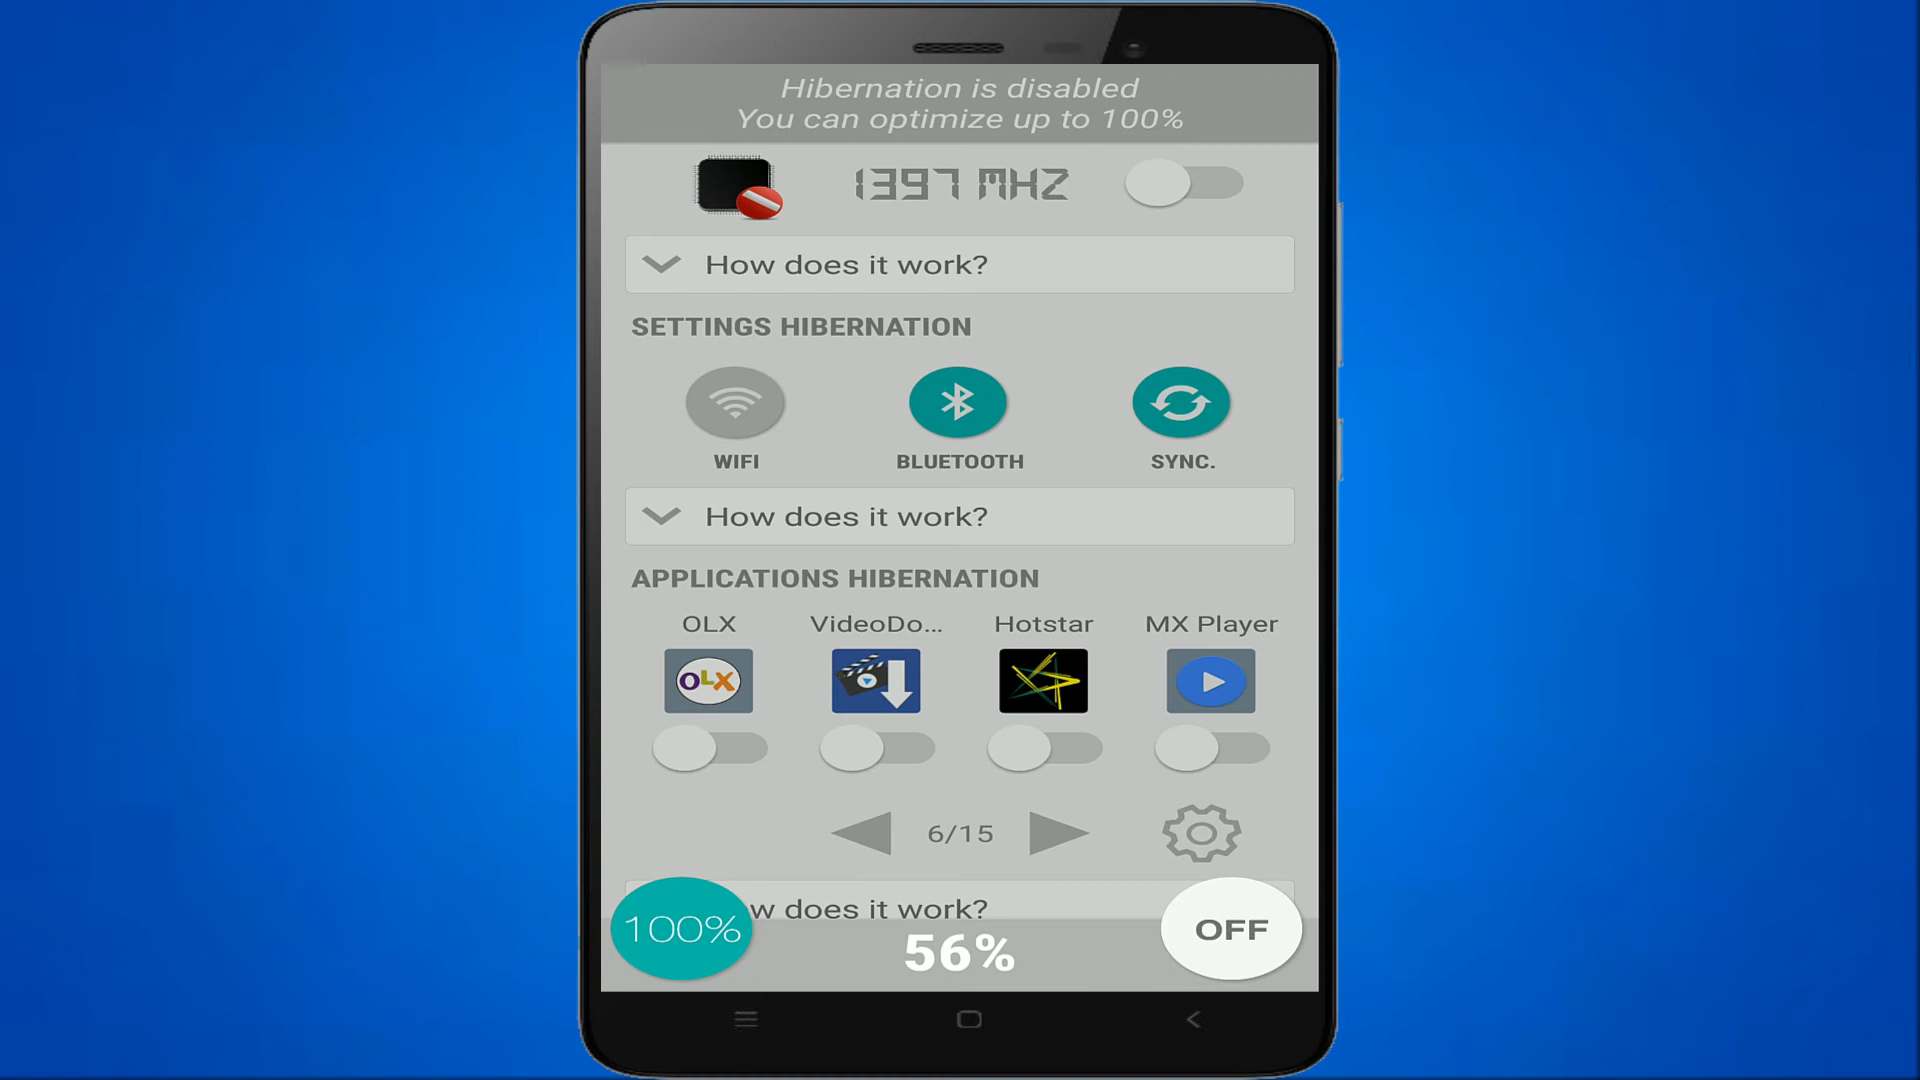 Hibernation is disabled
You can optimize up to 100%
1397 MHZ
How does it work?
SETTINGS HIBERNATION
WIFI BLUETOOTH SYNC.
How does it work?
APPLICATIONS HIBERNATION
OLX VideoDo... Hotstar MX Player
OLX
6/15
w does it work?
100% 56% OFF